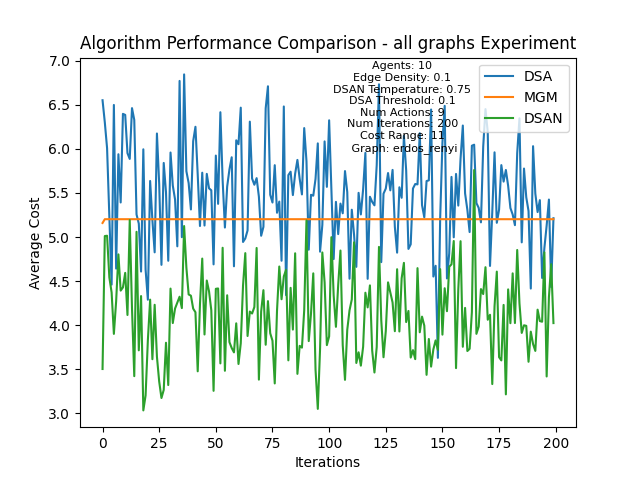 Algorithm Performance Comparison - all graphs Experiment
Agents: 10
Edge Density: 0.1
DSAN Temperature: 0.75
DSA Threshold: 0.1
Num Actions: 9
Num Iterations: 200
Cost Range: 11
Graph: erdos_renyi
DSA
MGM
DSAN
Average Cost
7.0
6.5
6.0
5.5
5.0
4.5
4.0
3.5
3.0
0 25 50 75 100 125 150 175 200
Iterations